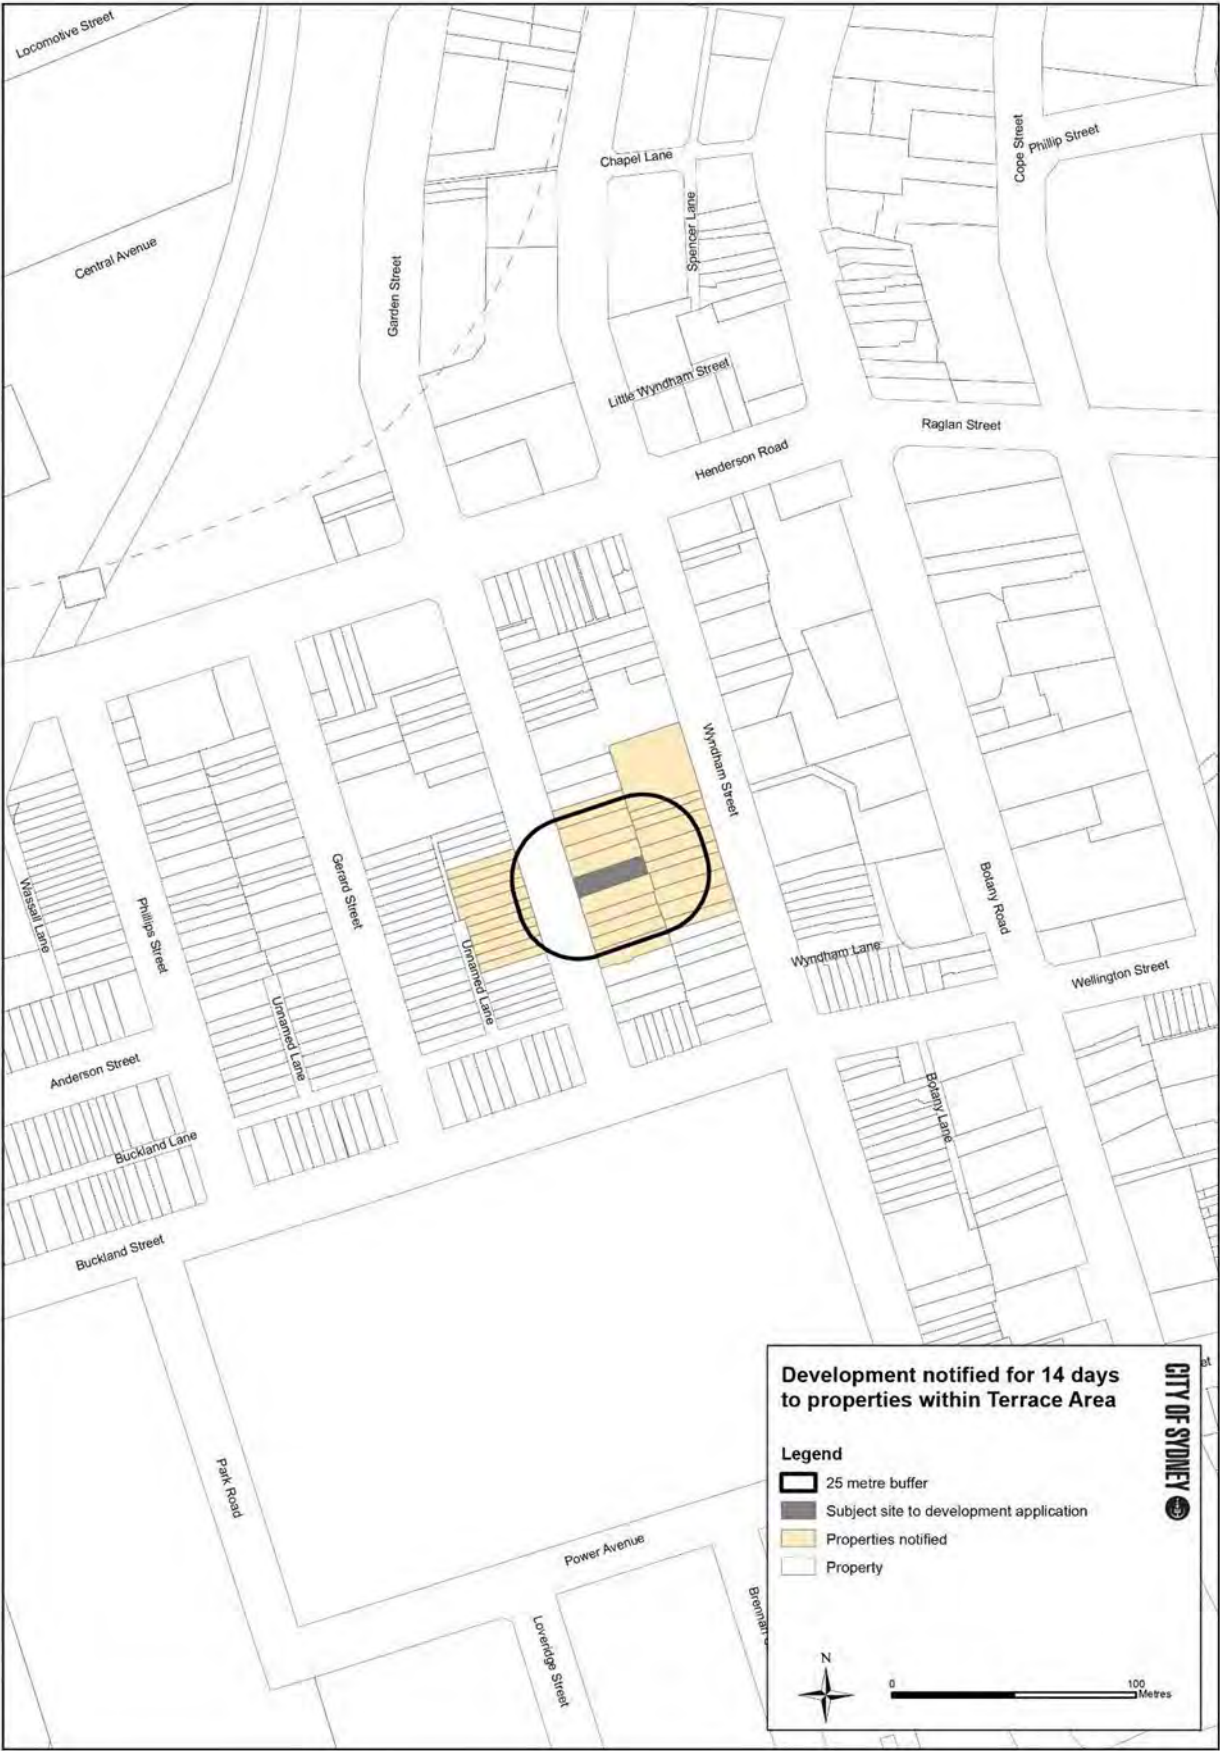 Locomotive Street
Cope Street
Phillip Street
Chapel Lane
Spencer Lane
Central Avenue
Garden Street
Little Wyndham Street
Raglan Street
Henderson Road
Wyndham Street
Gerard Street
Botany Road
Wassall Lane
Phillips Street
Unnamed Lane
Wyndham Lane
Wellington Street
Unnamed Lane
Anderson Street
Botany Lane
Buckland Lane
Buckland Street
Park Road
Power Avenue
Loveridge Street
Brennan
et
Development notified for 14 days
to properties within Terrace Area
CITY OF SYDNEY
Legend
25 metre buffer
Subject site to development application
Properties notified
Property
N
0 100
Metres